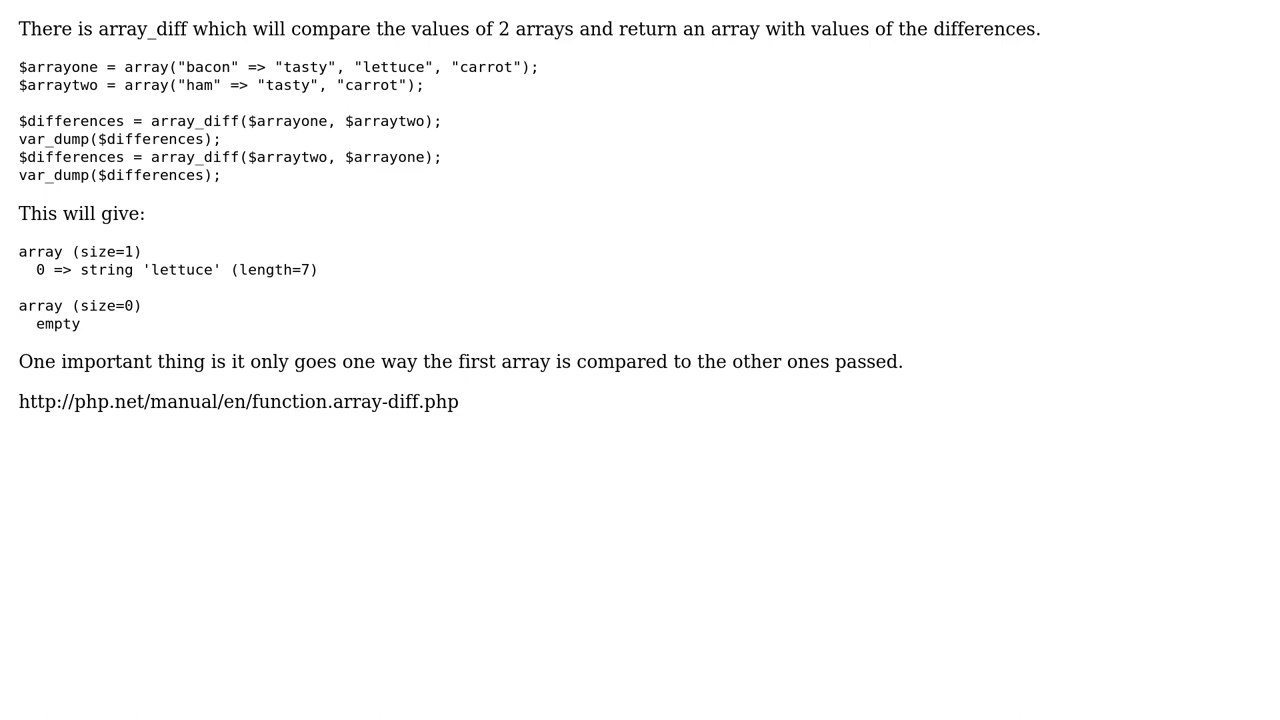 There is array_diff which will compare the values of 2 arrays and return an array with values of the differences.
$arrayone = array("bacon" => "tasty", "lettuce", "carrot");
$arraytwo = array("ham" => "tasty", "carrot");
$differences = array_diff($arrayone, $arraytwo);
var_dump($differences);
$differences = array_diff($arraytwo, $arrayone);
var_dump($differences);
This will give:
array (size=1)
  0 => string 'lettuce' (length=7)
array (size=0)
  empty
One important thing is it only goes one way the first array is compared to the other ones passed.
http://php.net/manual/en/function.array-diff.php